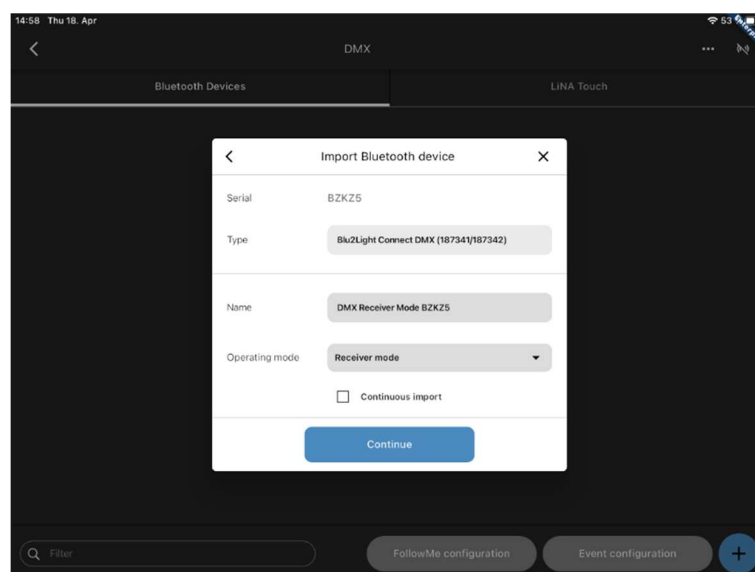 14:58 Thu 18. Apr
53
DMX
Bluetooth Devices
LiNA Touch
Import Bluetooth device
Serial
BZKZ5
Type
Blu2Light Connect DMX (187341/187342)
Name
DMX Receiver Mode BZKZ5
Operating mode
Receiver mode
Continuous import
Continue
Filter
FollowMe configuration
Event configuration